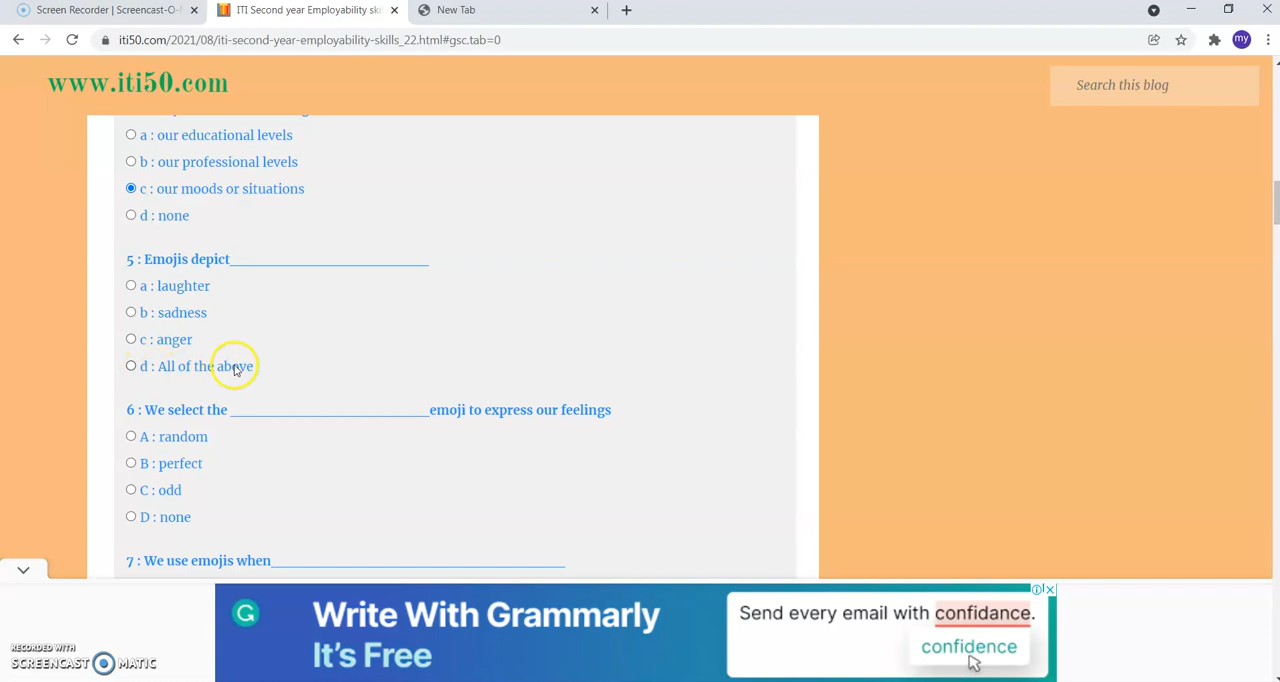 Screen Recorder | Screencast-O-
ITI Second year Employability ski
New Tab
iti50.com/2021/08/iti-second-year-employability-skills_22.html#gsc.tab=0
my
www.iti50.com
Search this blog
a : our educational levels
b : our professional levels
c : our moods or situations
d : none
5 : Emojis depict______________________
a : laughter
b : sadness
c : anger
d : All of the above
6 : We select the ______________________emoji to express our feelings
A : random
B : perfect
C : odd
D : none
7 : We use emojis when________________________________
Write With Grammarly
It's Free
Send every email with confidance.
confidence
RECORDED WITH
SCREENCAST MATIC